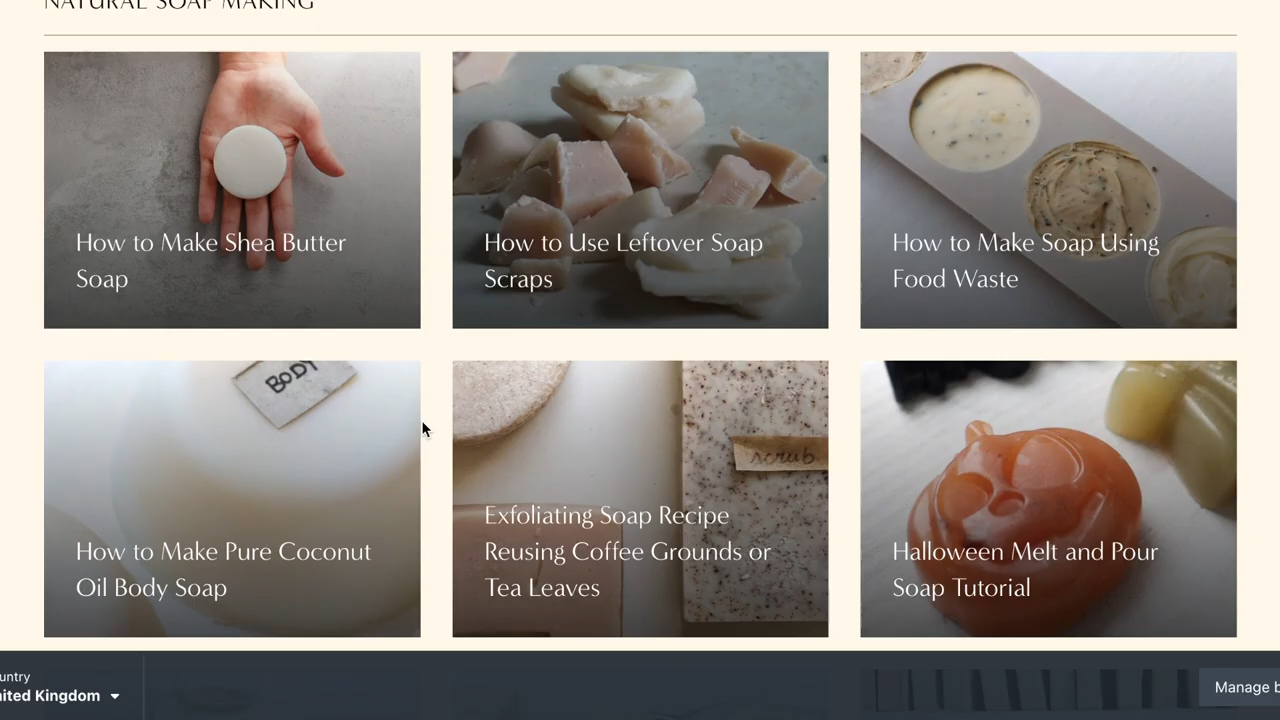 NATURAL SOAP MAKING
How to Make Shea Butter
Soap
How to Use Leftover Soap
Scraps
How to Make Soap Using
Food Waste
BODY
How to Make Pure Coconut
Oil Body Soap
scrub
Exfoliating Soap Recipe
Reusing Coffee Grounds or
Tea Leaves
Halloween Melt and Pour
Soap Tutorial
untry
nited Kingdom
Manage b